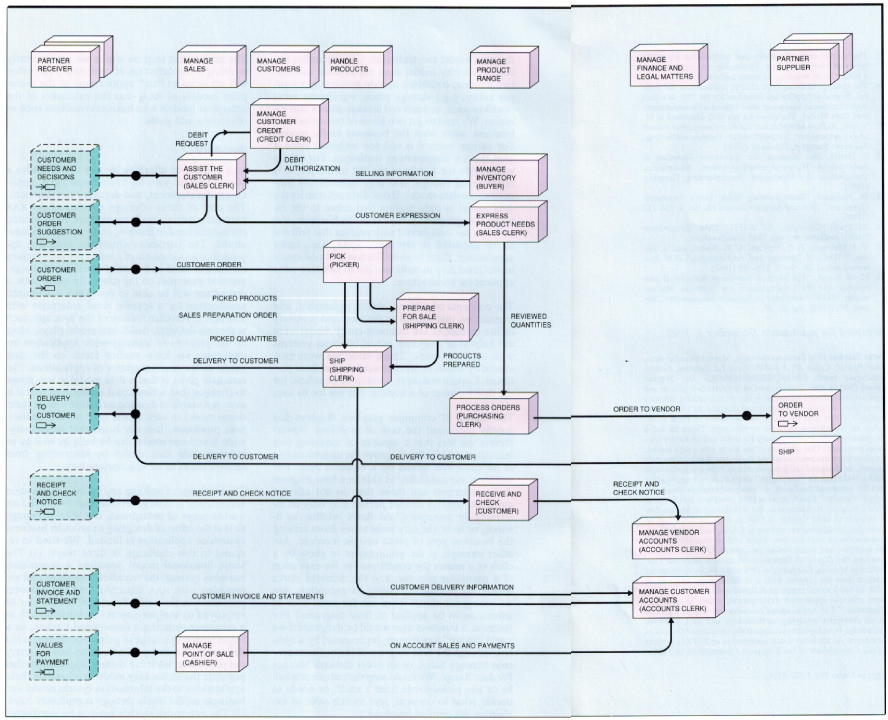 PARTNER
RECEIVER
MANAGE
SALES
MANAGE
CUSTOMERS
HANDLE
PRODUCTS
MANAGE
PRODUCT
RANGE
MANAGE
FINANCE AND
LEGAL MATTERS
PARTNER
SUPPLIER
MANAGE
CUSTOMER
CREDIT
(CREDIT CLERK)
DEBIT
REQUEST
DEBIT
AUTHORIZATION
CUSTOMER
NEEDS AND
DECISIONS
ASSIST THE
CUSTOMER
(SALES CLERK)
SELLING INFORMATION
MANAGE
INVENTORY
(BUYER)
CUSTOMER
ORDER
SUGGESTION
CUSTOMER EXPRESSION
EXPRESS
PRODUCT NEEDS
(SALES CLERK)
CUSTOMER
ORDER
CUSTOMER ORDER
PICK
(PICKER)
PICKED PRODUCTS
SALES PREPARATION ORDER
PICKED QUANTITIES
PREPARE
FOR SALE
(SHIPPING CLERK)
REVIEWED
QUANTITIES
DELIVERY TO CUSTOMER
SHIP
(SHIPPING
CLERK)
PRODUCTS
PREPARED
DELIVERY
TO
CUSTOMER
PROCESS ORDERS
(PURCHASING
CLERK)
ORDER TO VENDOR
ORDER
TO VENDOR
DELIVERY TO CUSTOMER
DELIVERY TO CUSTOMER
SHIP
RECEIPT
AND CHECK
NOTICE
RECEIPT AND CHECK NOTICE
RECEIVE AND
CHECK
(CUSTOMER)
RECEIPT AND
CHECK NOTICE
MANAGE VENDOR
ACCOUNTS
(ACCOUNTS CLERK)
CUSTOMER
INVOICE AND
STATEMENT
CUSTOMER INVOICE AND STATEMENTS
CUSTOMER DELIVERY INFORMATION
MANAGE CUSTOMER
ACCOUNTS
(ACCOUNTS CLERK)
VALUES
FOR
PAYMENT
MANAGE
POINT OF SALE
(CASHIER)
ON ACCOUNT SALES AND PAYMENTS